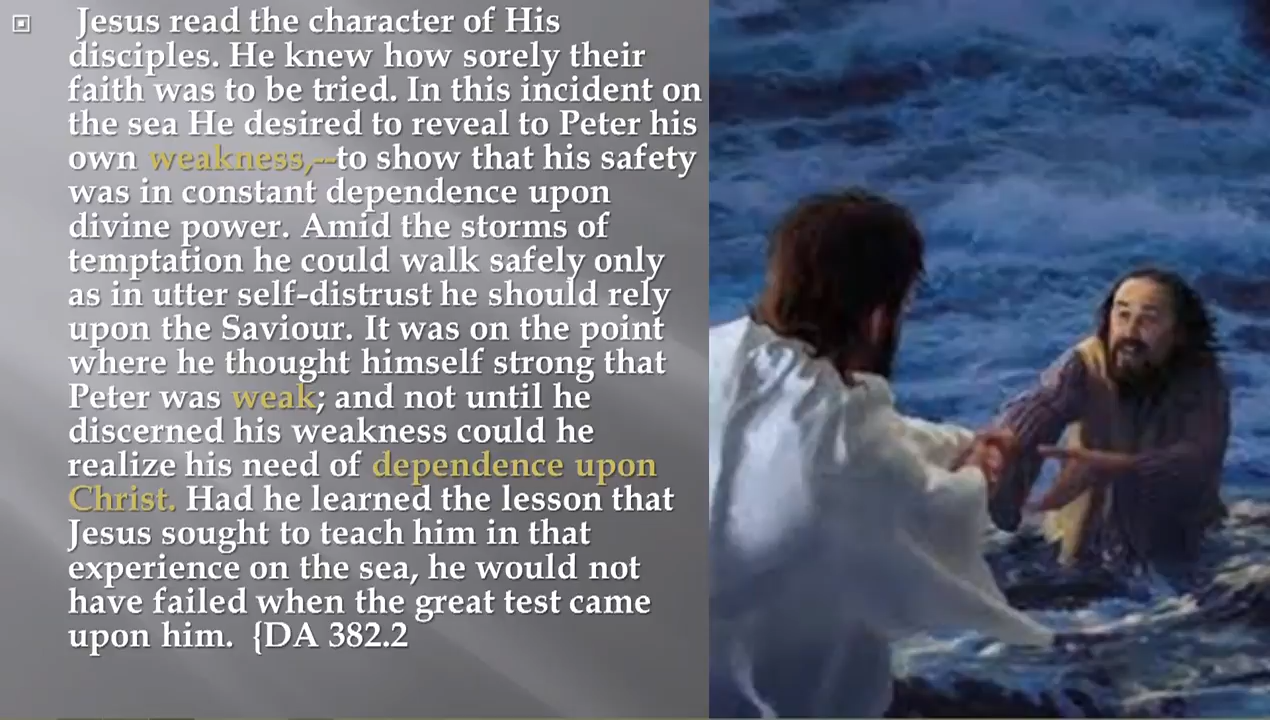 Jesus read the character of His
disciples. He knew how sorely their
faith was to be tried. In this incident on
the sea He desired to reveal to Peter his
own weakness,--to show that his safety
was in constant dependence upon
divine power. Amid the storms of
temptation he could walk safely only
as in utter self-distrust he should rely
upon the Saviour. It was on the point
where he thought himself strong that
Peter was weak; and not until he
discerned his weakness could he
realize his need of dependence upon
Christ. Had he learned the lesson that
Jesus sought to teach him in that
experience on the sea, he would not
have failed when the great test came
upon him.  {DA 382.2